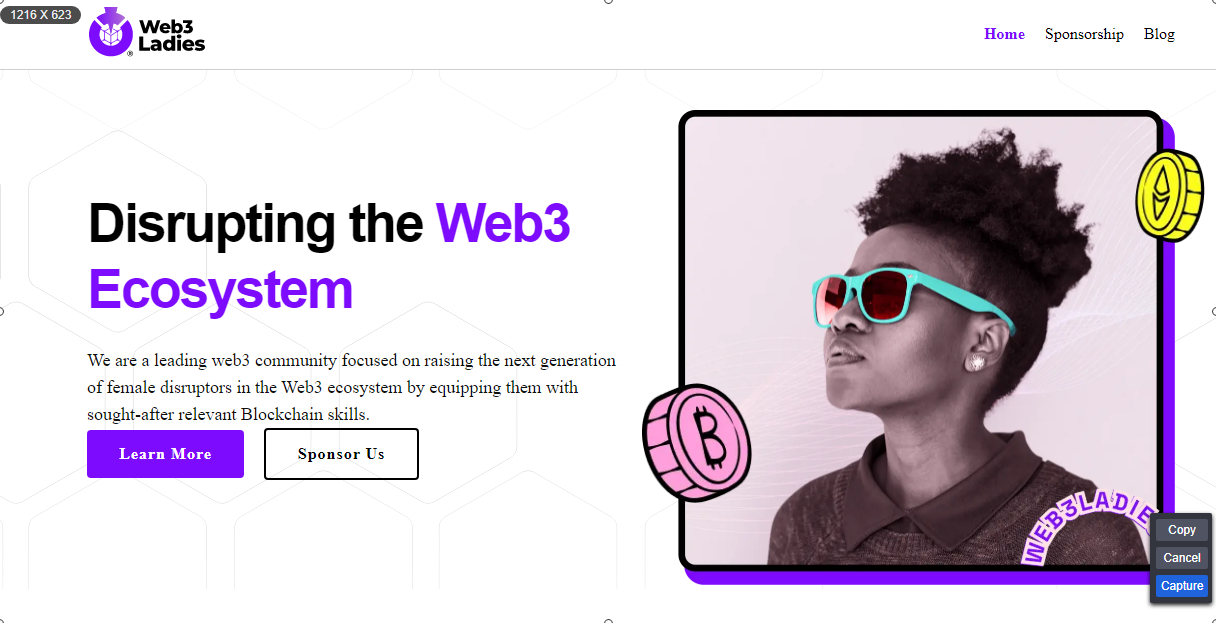 1216 X 623
Web3
Ladies
Home
Sponsorship
Blog
Disrupting the Web3
Ecosystem
We are a leading web3 community focused on raising the next generation
of female disruptors in the Web3 ecosystem by equipping them with
sought-after relevant Blockchain skills.
Learn More
Sponsor Us
WEB3LADIE
Copy
Cancel
Capture